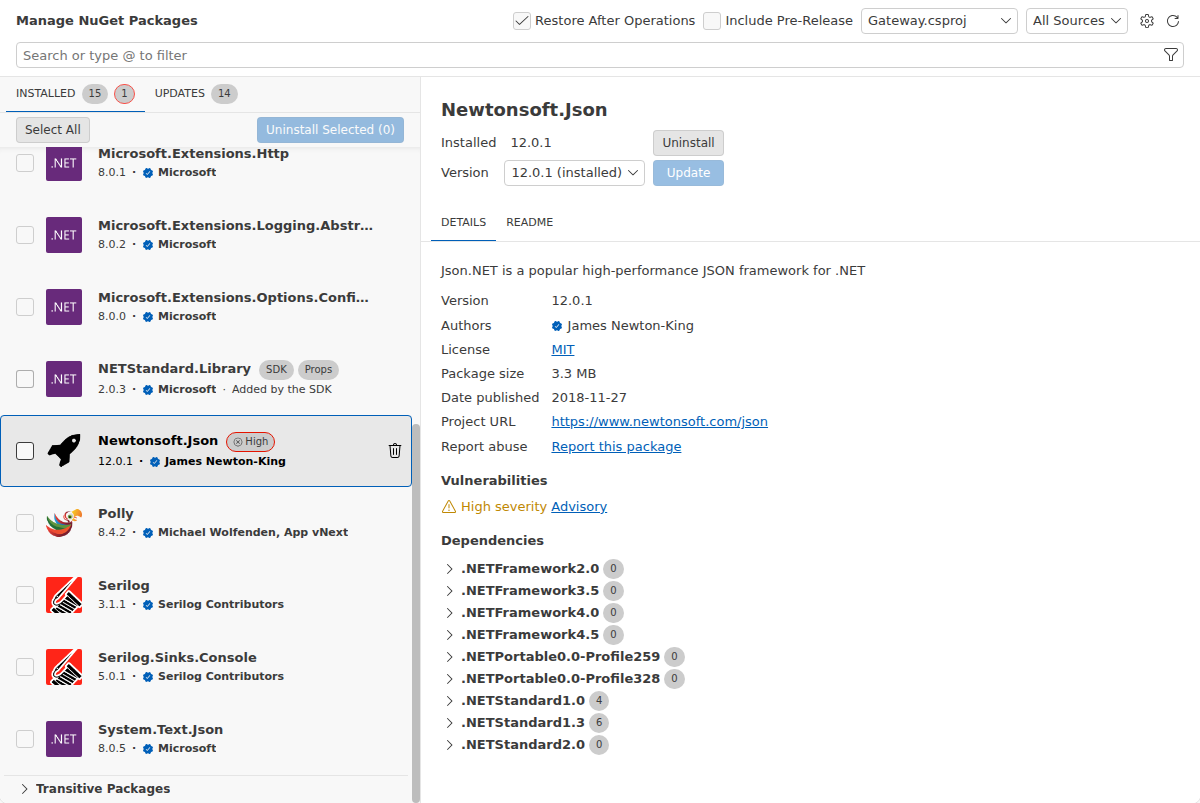 Manage NuGet Packages
Restore After Operations
Include Pre-Release
Gateway.csproj
All Sources
Search or type @ to filter
INSTALLED 15 1 UPDATES 14
Select All
Uninstall Selected (0)
.NET Microsoft.Extensions.Http
8.0.1 · Microsoft
.NET Microsoft.Extensions.Logging.Abstr...
8.0.2 · Microsoft
.NET Microsoft.Extensions.Options.Confi...
8.0.0 · Microsoft
.NET NETStandard.Library SDK Props
2.0.3 · Microsoft · Added by the SDK
Newtonsoft.Json High
12.0.1 · James Newton-King
Polly
8.4.2 · Michael Wolfenden, App vNext
Serilog
3.1.1 · Serilog Contributors
Serilog.Sinks.Console
5.0.1 · Serilog Contributors
.NET System.Text.Json
8.0.5 · Microsoft
Transitive Packages
Newtonsoft.Json
Installed 12.0.1 Uninstall
Version 12.0.1 (installed) Update
DETAILS README
Json.NET is a popular high-performance JSON framework for .NET
Version 12.0.1
Authors James Newton-King
License MIT
Package size 3.3 MB
Date published 2018-11-27
Project URL https://www.newtonsoft.com/json
Report abuse Report this package
Vulnerabilities
High severity Advisory
Dependencies
.NETFramework2.0 0
.NETFramework3.5 0
.NETFramework4.0 0
.NETFramework4.5 0
.NETPortable0.0-Profile259 0
.NETPortable0.0-Profile328 0
.NETStandard1.0 4
.NETStandard1.3 6
.NETStandard2.0 0